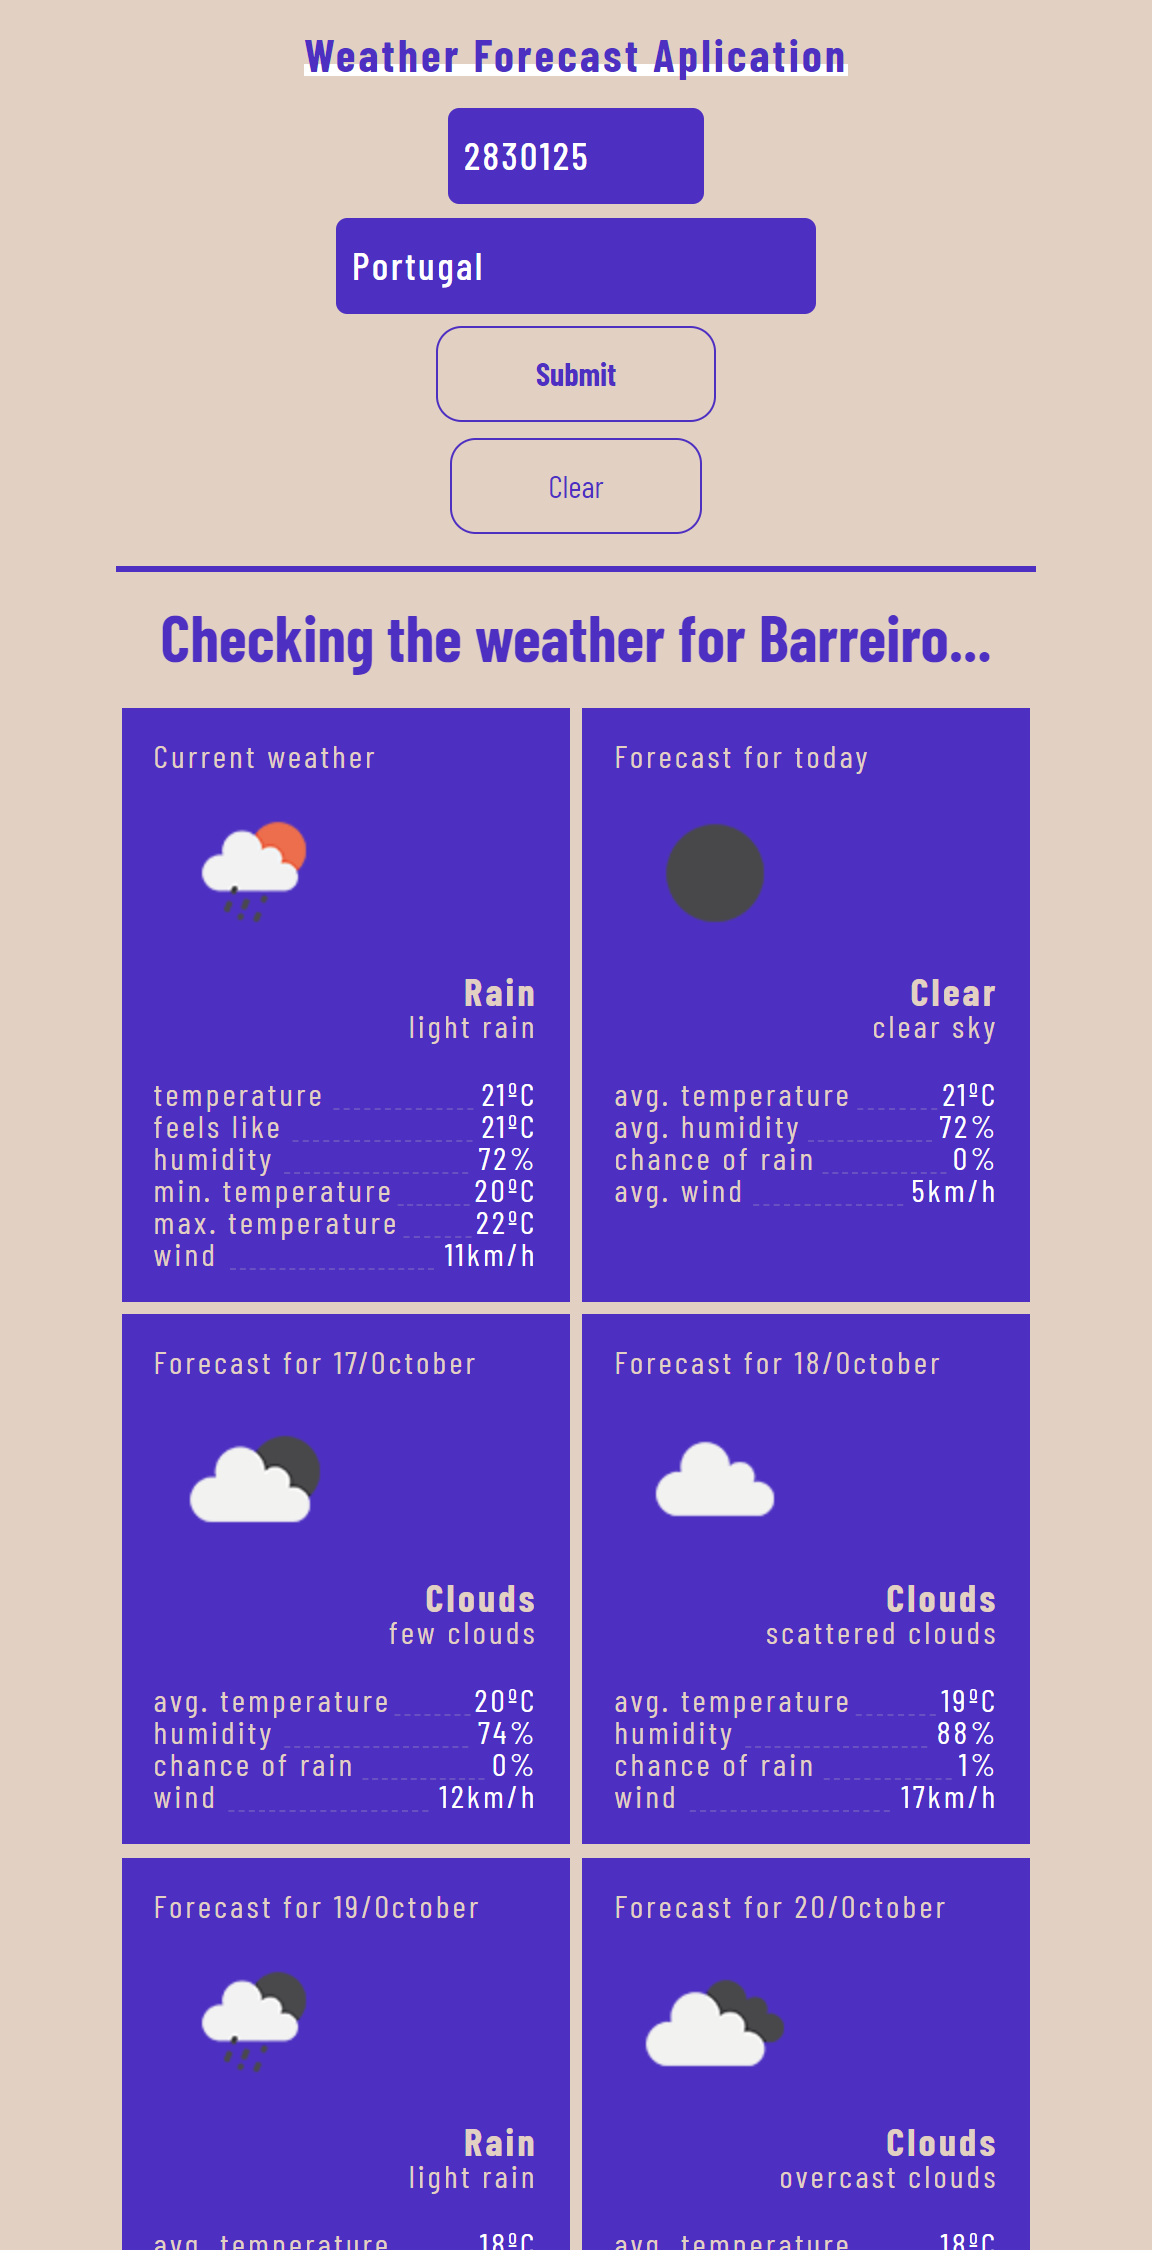 Weather Forecast Aplication
2830125
Portugal
Submit
Clear
Checking the weather for Barreiro...
Current weather
Rain
light rain
temperature 21ºC
feels like 21ºC
humidity 72%
min. temperature 20ºC
max. temperature 22ºC
wind 11km/h
Forecast for today
Clear
clear sky
avg. temperature 21ºC
avg. humidity 72%
chance of rain 0%
avg. wind 5km/h
Forecast for 17/October
Clouds
few clouds
avg. temperature 20ºC
humidity 74%
chance of rain 0%
wind 12km/h
Forecast for 18/October
Clouds
scattered clouds
avg. temperature 19ºC
humidity 88%
chance of rain 1%
wind 17km/h
Forecast for 19/October
Rain
light rain
avg. temperature 18ºC
Forecast for 20/October
Clouds
overcast clouds
avg. temperature 18ºC